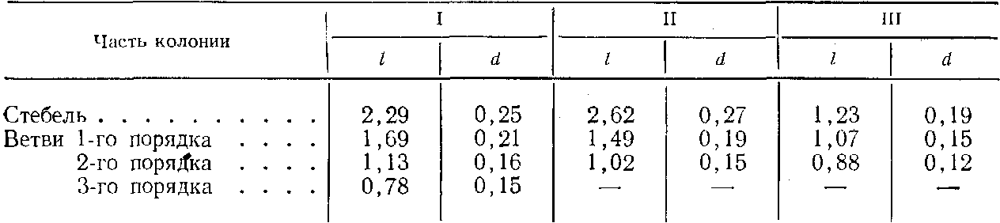 Часть колонии I II III
l d l d l d
Стебель . . . . . . . . . . 2,29 0,25 2,62 0,27 1,23 0,19
Ветви 1-го порядка . . . . 1,69 0,21 1,49 0,19 1,07 0,15
2-го порядка . . . . 1,13 0,16 1,02 0,15 0,88 0,12
3-го порядка . . . . 0,78 0,15 — — — —